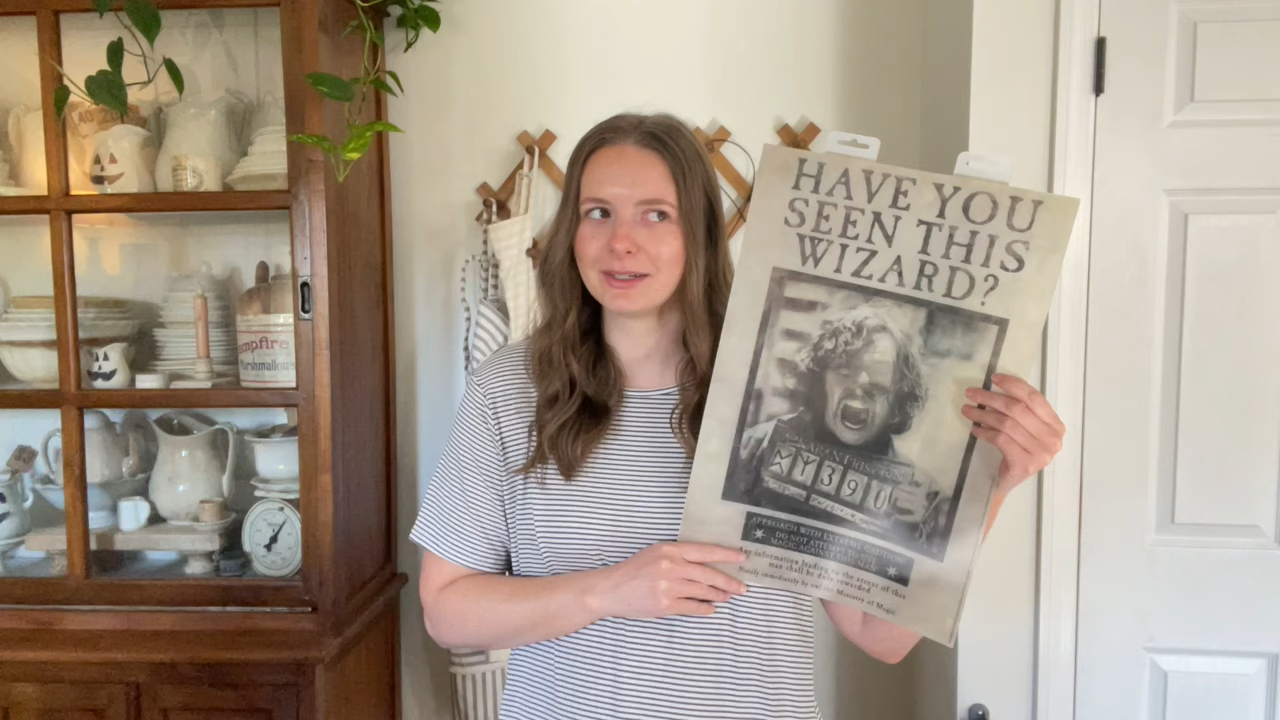 HAVE YOU
SEEN THIS
WIZARD?
AZKABAN PRISON
390
APPROACH WITH EXTREME CAUTION
DO NOT ATTEMPT TO USE
MAGIC AGAINST THIS MAN
Any information leading to the arrest of this
man shall be duly rewarded
Notify immediately by owl the Ministry of Magic
Campfire
Marshmallows